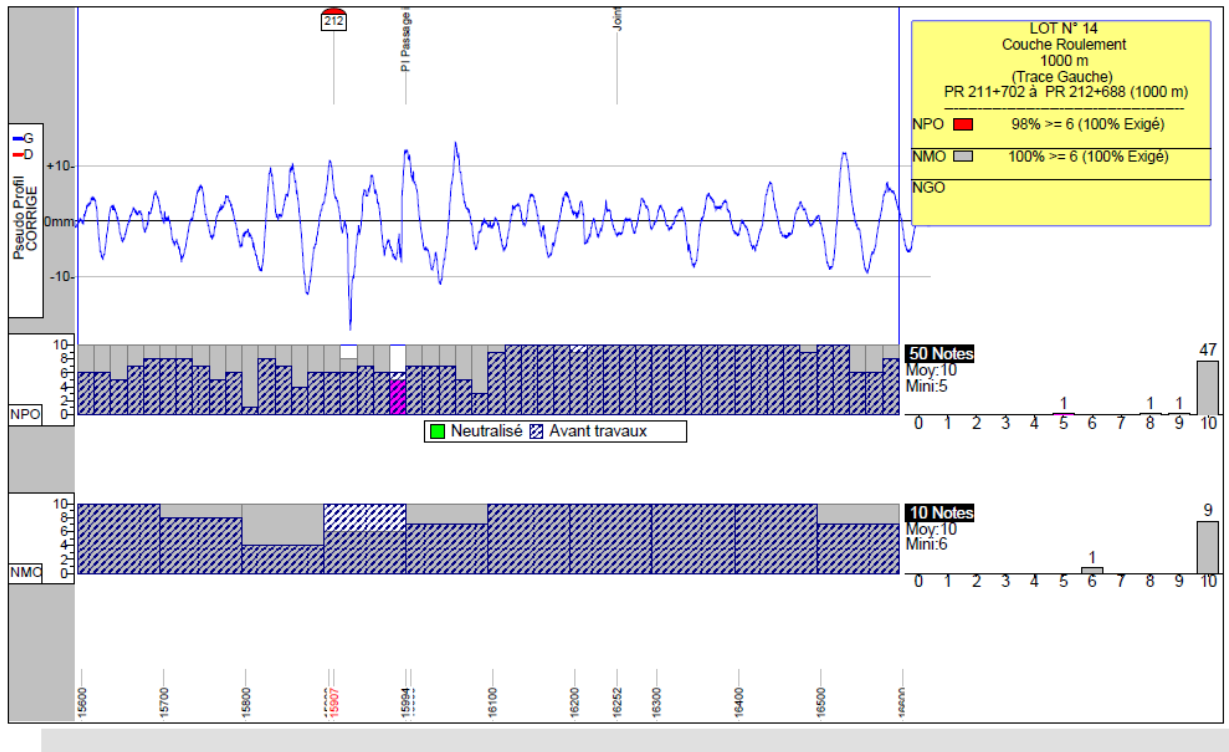 212
PI Passage i
Joint
LOT N° 14
Couche Roulement
1000 m
(Trace Gauche)
PR 211+702 à PR 212+688 (1000 m)
NPO 98% >= 6 (100% Exigé)
NMO 100% >= 6 (100% Exigé)
NGO
G
D
Pseudo Profil
CORRIGE
+10
0mm
-10
NPO
10
8
6
4
2
0
50 Notes
Moy:10
Mini:5
1 1 1 47
0 1 2 3 4 5 6 7 8 9 10
Neutralisé Avant travaux
NMO
10
8
6
4
2
0
10 Notes
Moy:10
Mini:6
1 9
0 1 2 3 4 5 6 7 8 9 10
15600 15700 15800 15907 15994 16100 16200 16252 16300 16400 16500